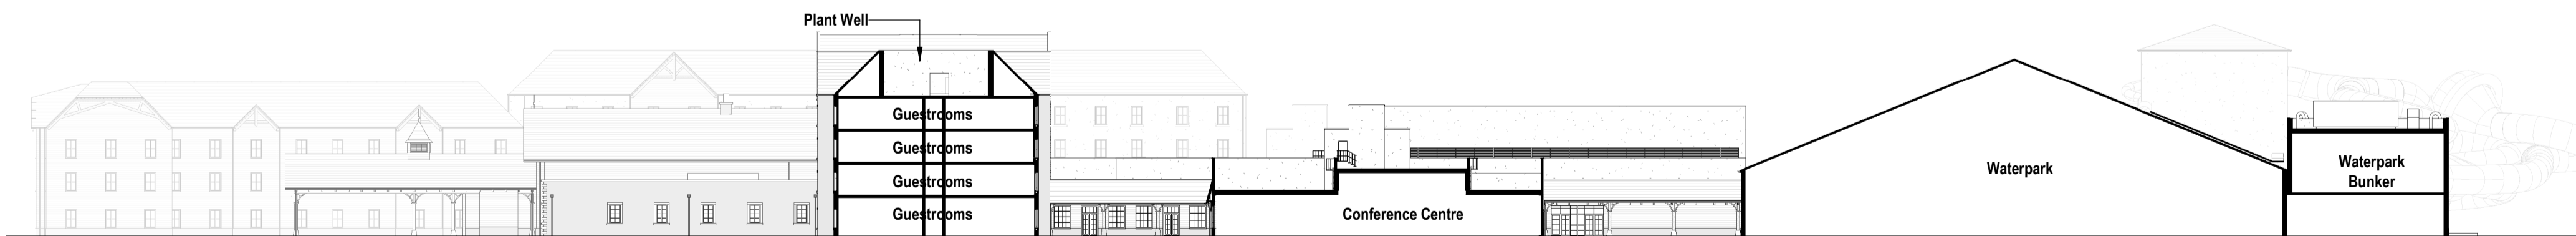 Plant Well
Guestrooms
Guestrooms
Guestrooms
Guestrooms
Conference Centre
Waterpark
Waterpark
Bunker